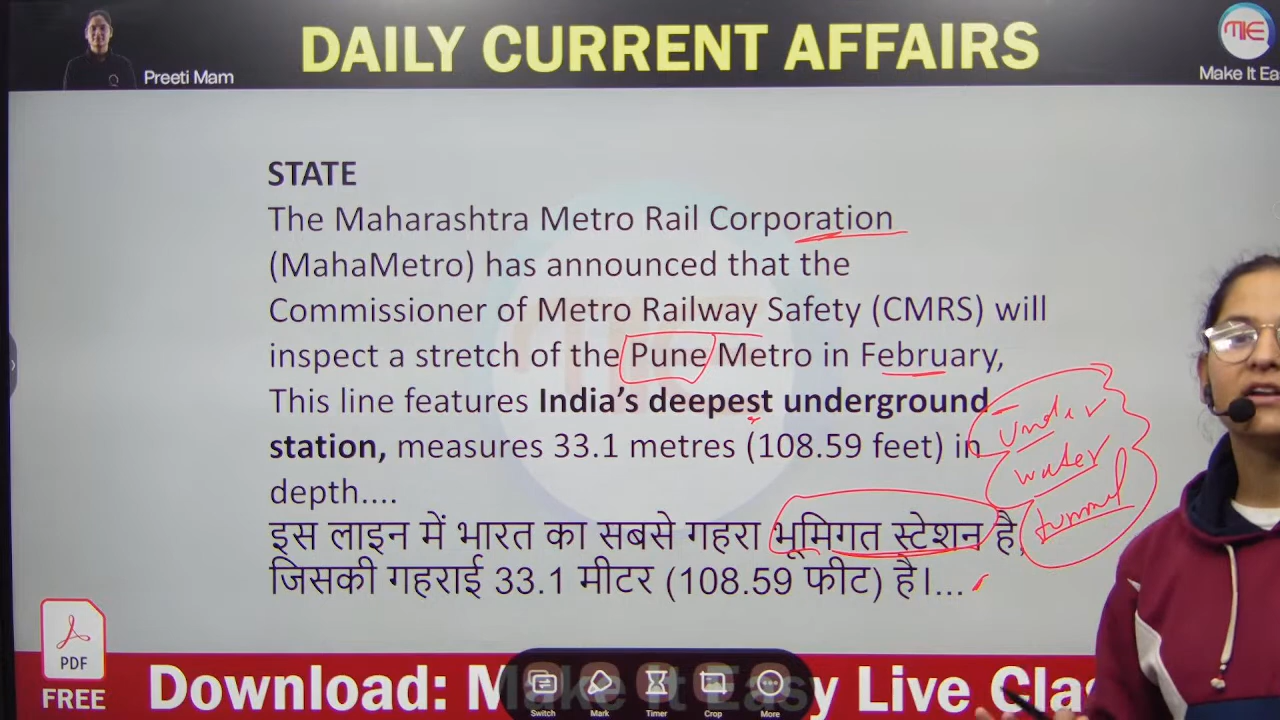 Preeti Mam
DAILY CURRENT AFFAIRS
MIE
Make It Ea
STATE
The Maharashtra Metro Rail Corporation
(MahaMetro) has announced that the
Commissioner of Metro Railway Safety (CMRS) will
inspect a stretch of the Pune Metro in February,
This line features India's deepest underground
station, measures 33.1 metres (108.59 feet) in
depth....
इस लाइन में भारत का सबसे गहरा भूमिगत स्टेशन है,
जिसकी गहराई 33.1 मीटर (108.59 फीट) है।...
under
water
tunnel
PDF
FREE
Download: Make It Easy Live Clas
Switch
Mark
Timer
Crop
More